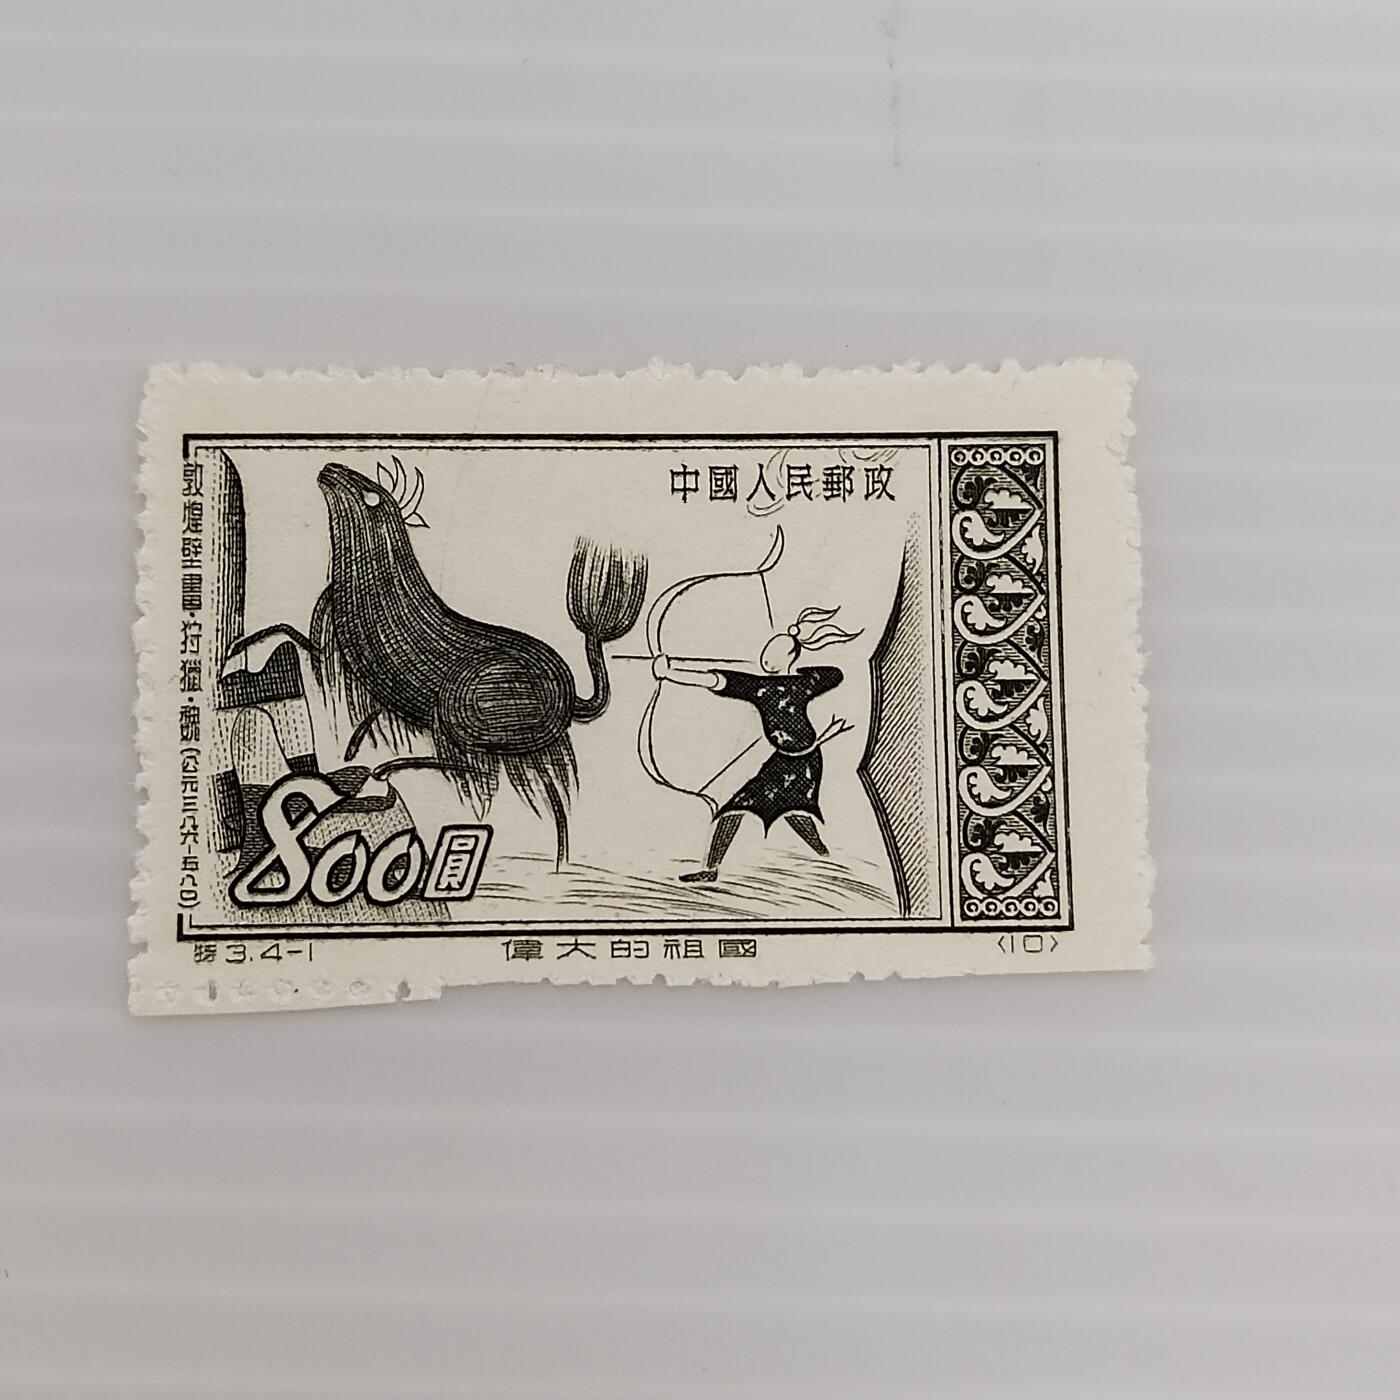 中國人民郵政
敦煌壁畫·狩獵·魏(公元三八六-五八〇)
800圓
特3.4-1
偉大的祖國
〈10〉